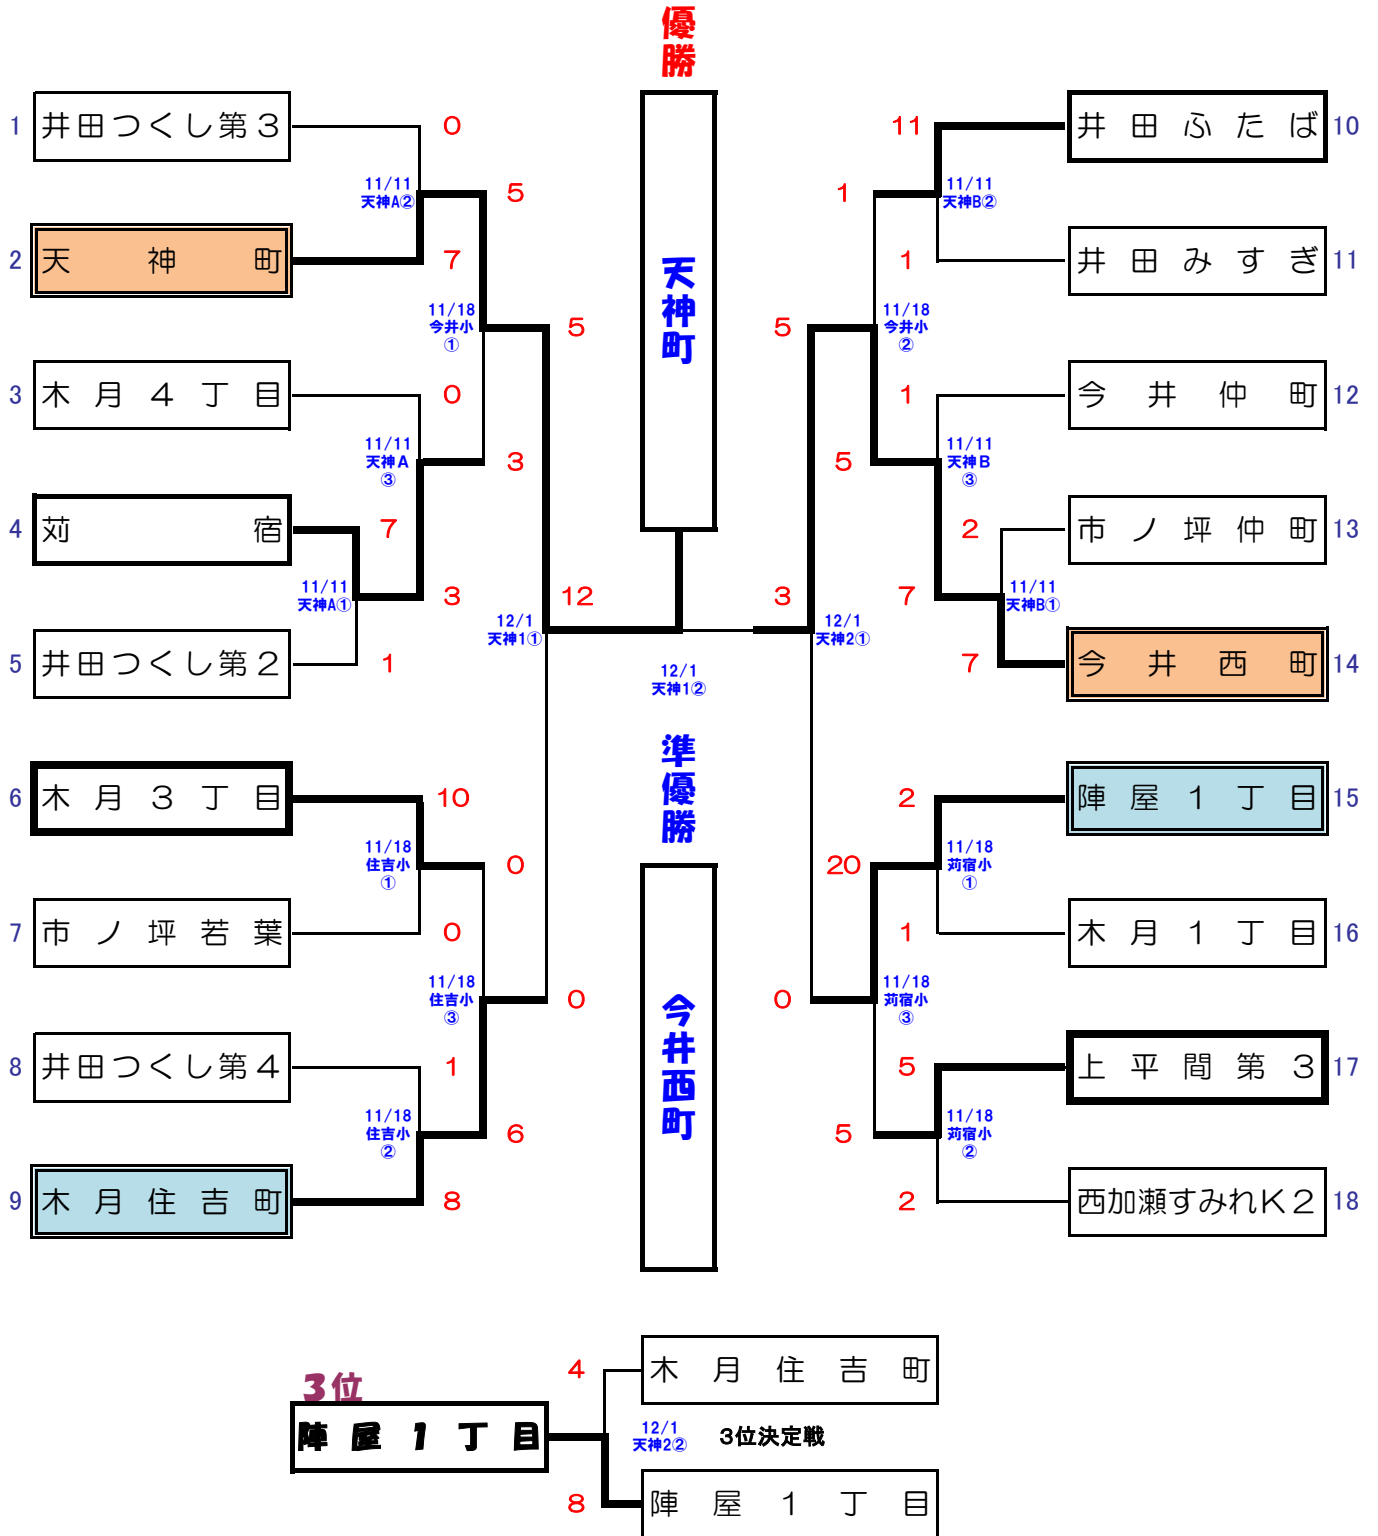 優勝
天神町
準優勝
今井西町
1 井田つくし第３
0
11/11
天神A②
5
2 天神町
7
11/18
今井小
①
5
3 木月４丁目
0
11/11
天神A
③
3
4 苅宿
7
11/11
天神A①
3
5 井田つくし第２
1
12
12/1
天神1①
6 木月３丁目
10
11/18
住吉小
①
0
7 市ノ坪若葉
0
11/18
住吉小
③
0
8 井田つくし第４
1
11/18
住吉小
②
6
9 木月住吉町
8
12/1
天神1②
11
井田ふたば 10
1
11/11
天神B②
1
井田みすぎ 11
5
11/18
今井小
②
1
今井仲町 12
5
11/11
天神B
③
2
市ノ坪仲町 13
3
7
11/11
天神B①
12/1
天神2①
7
今井西町 14
2
陣屋１丁目 15
20
11/18
苅宿小
①
1
木月１丁目 16
0
11/18
苅宿小
③
5
上平間第３ 17
5
11/18
苅宿小
②
2
西加瀬すみれＫ２ 18
3位
陣屋１丁目
4
木月住吉町
12/1
天神2②
3位決定戦
8
陣屋１丁目